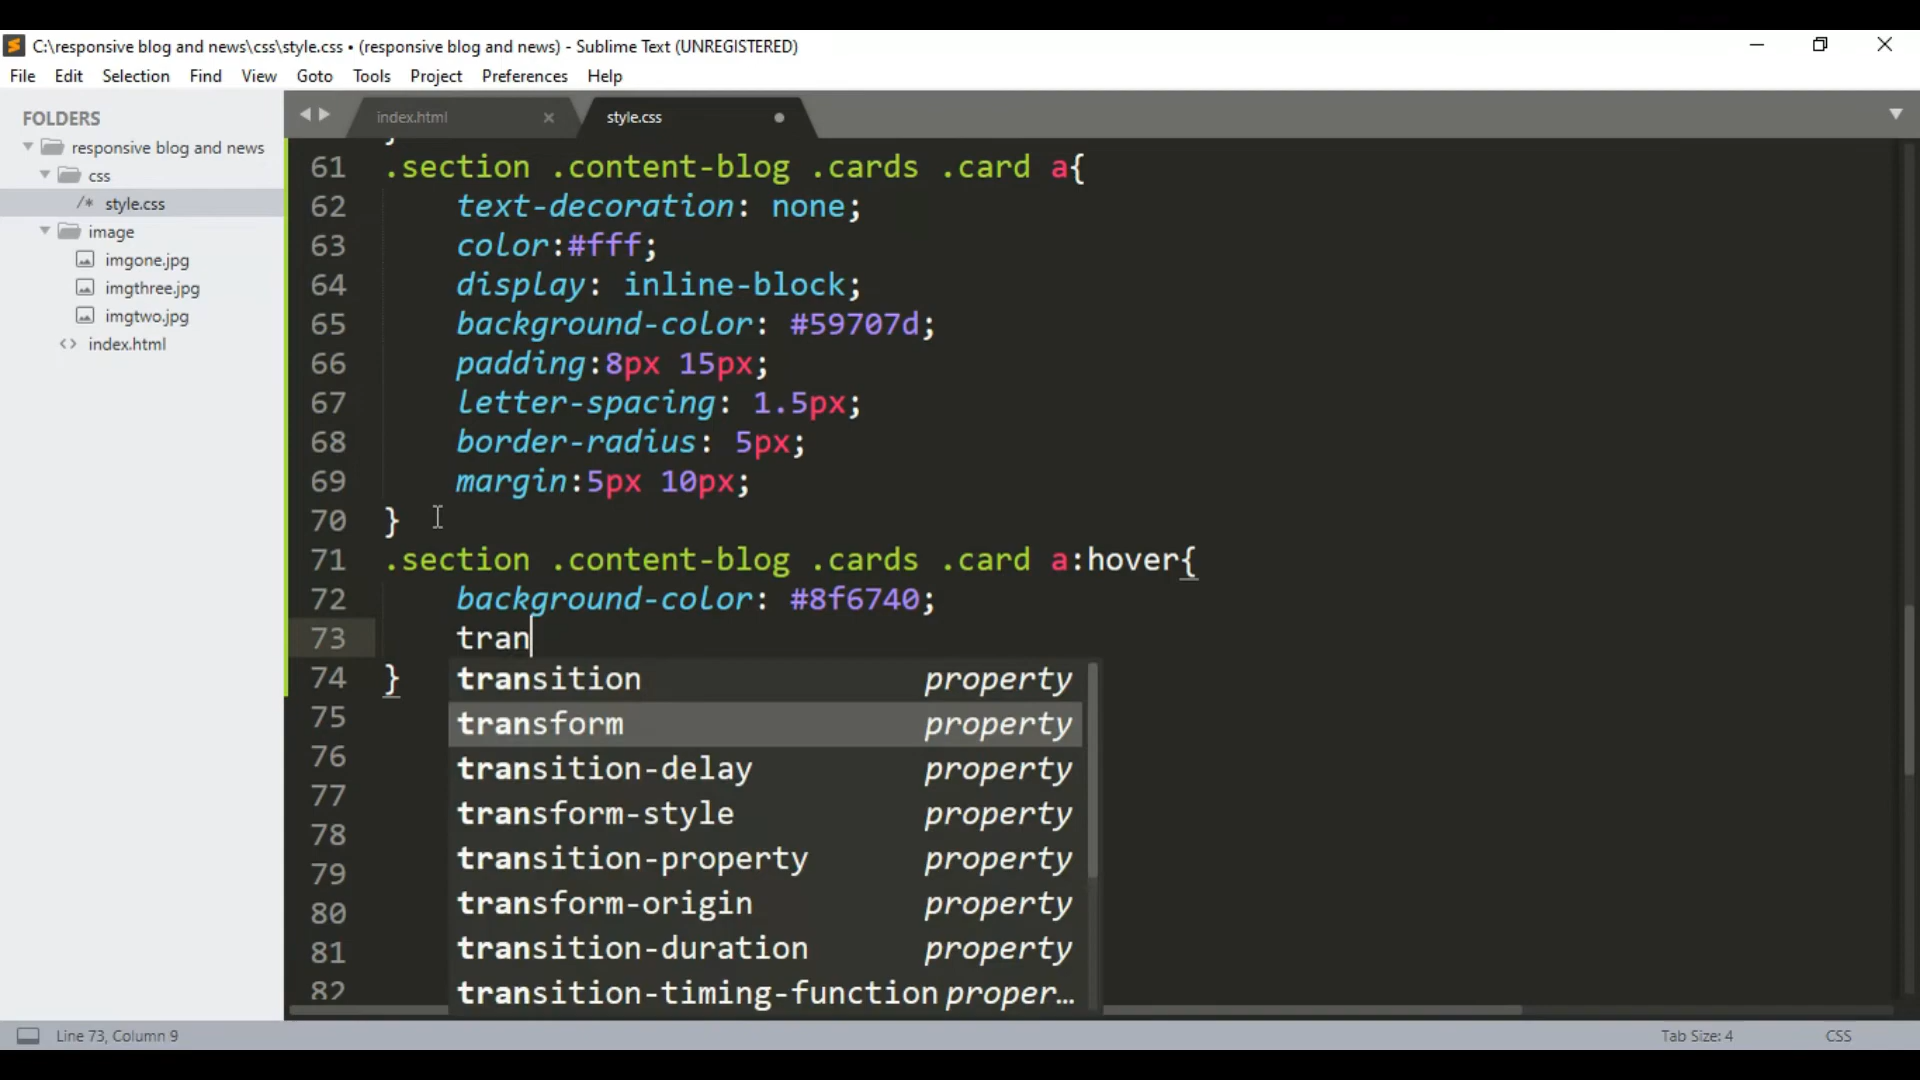 C:\responsive blog and news\css\style.css • (responsive blog and news) - Sublime Text (UNREGISTERED)
File Edit Selection Find View Goto Tools Project Preferences Help
FOLDERS
responsive blog and news
css
/* style.css
image
imgone.jpg
imgthree.jpg
imgtwo.jpg
<> index.html
index.html ×
style.css
61 .section .content-blog .cards .card a{
62 text-decoration: none;
63 color:#fff;
64 display: inline-block;
65 background-color: #59707d;
66 padding:8px 15px;
67 letter-spacing: 1.5px;
68 border-radius: 5px;
69 margin:5px 10px;
70 }
71 .section .content-blog .cards .card a:hover{
72 background-color: #8f6740;
73 tran
74 }
75
76
77
78
79
80
81
82
transition property
transform property
transition-delay property
transform-style property
transition-property property
transform-origin property
transition-duration property
transition-timing-function proper…
Line 73, Column 9
Tab Size: 4
CSS